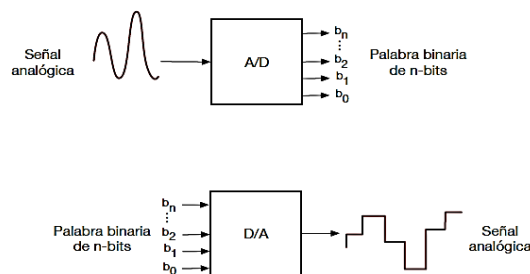 Señal
analógica
A/D
bn
⋮
b2
b1
b0
Palabra binaria
de n-bits
Palabra binaria
de n-bits
bn
⋮
b2
b1
b0
D/A
Señal
analógica